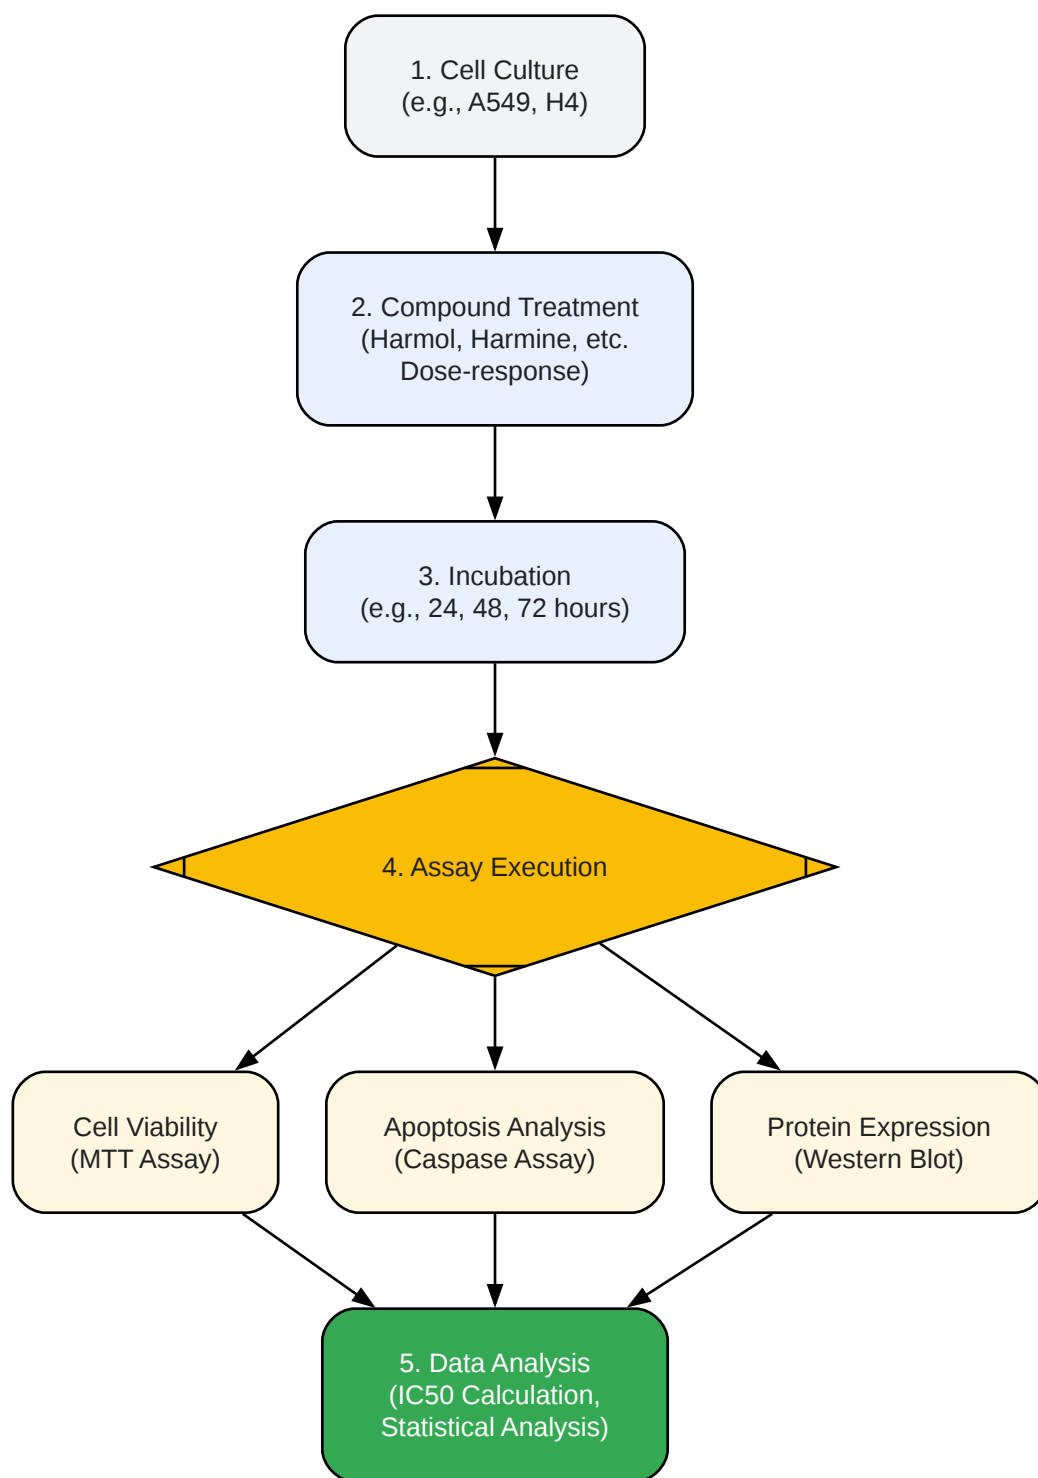 1. Cell Culture
(e.g., A549, H4)
2. Compound Treatment
(Harmol, Harmine, etc.
Dose-response)
3. Incubation
(e.g., 24, 48, 72 hours)
4. Assay Execution
Cell Viability
(MTT Assay)
Apoptosis Analysis
(Caspase Assay)
Protein Expression
(Western Blot)
5. Data Analysis
(IC50 Calculation,
Statistical Analysis)